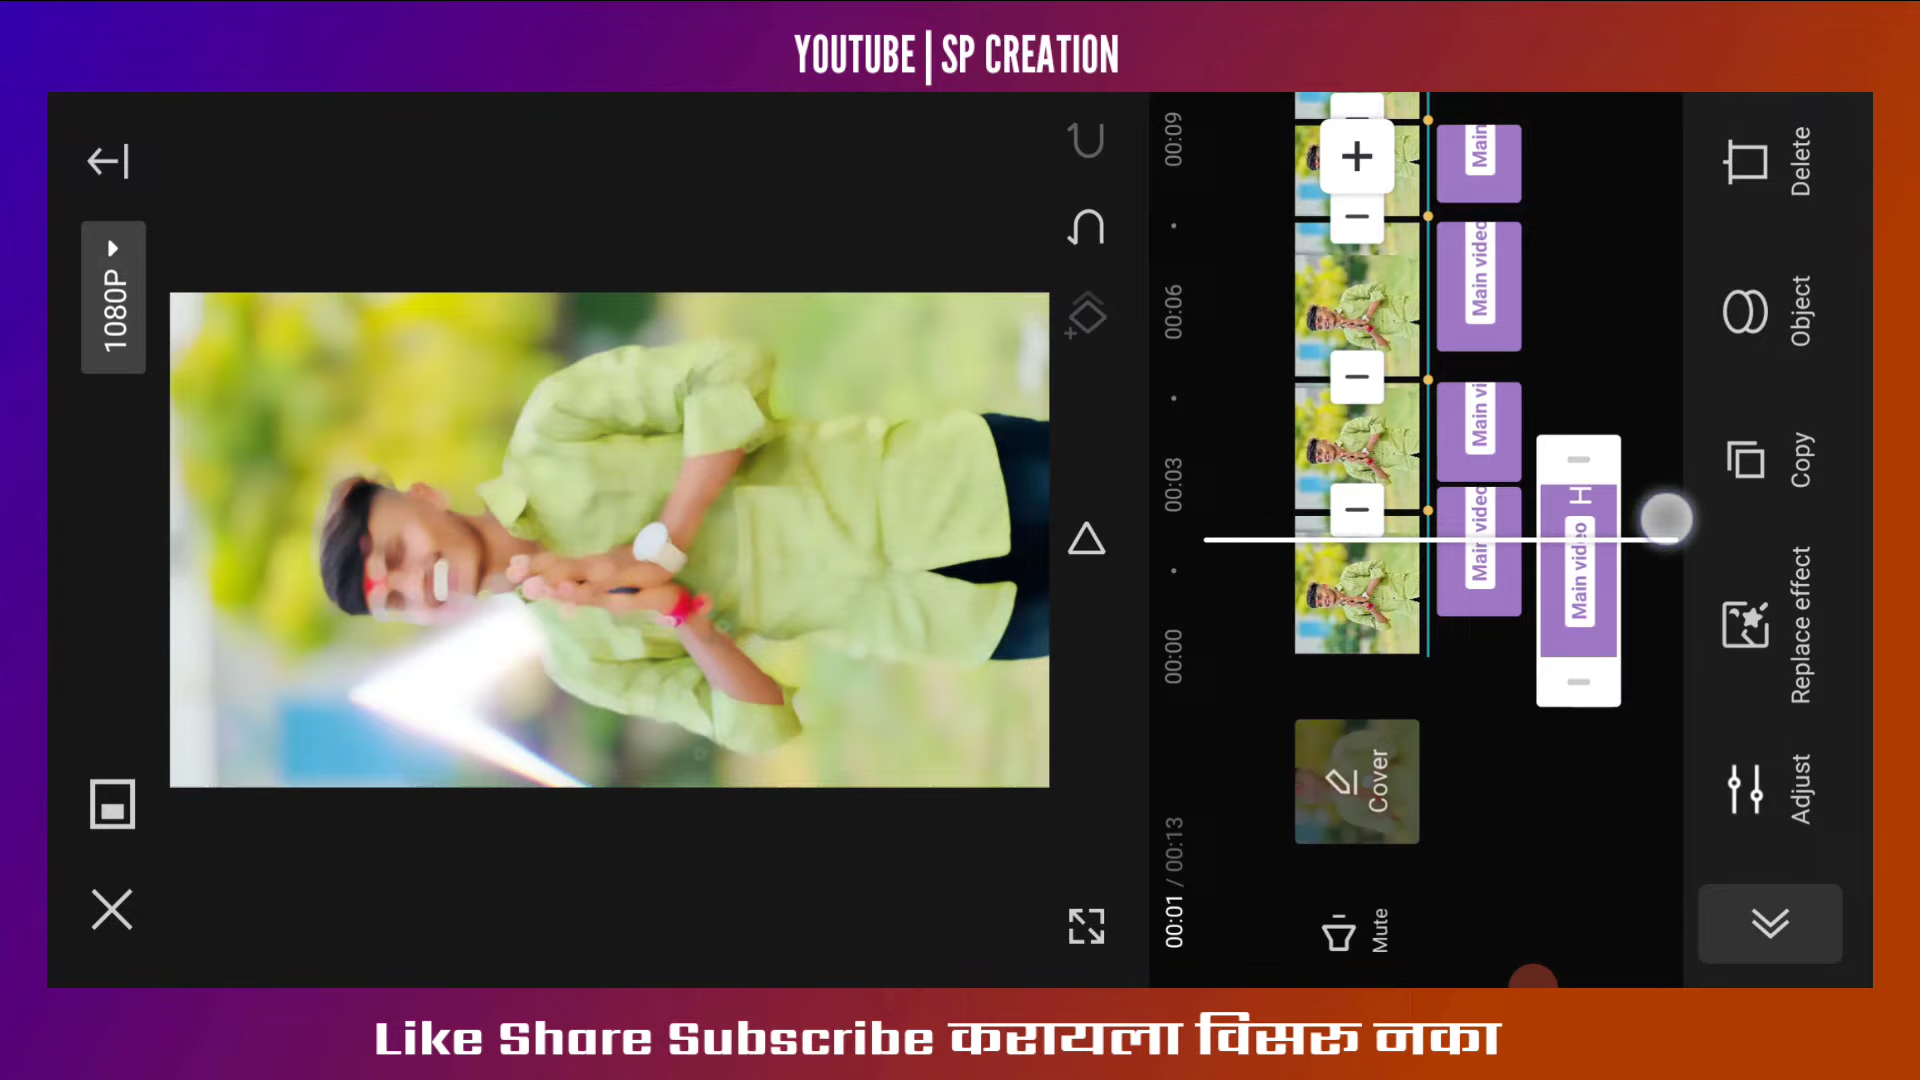 YOUTUBE | SP CREATION
1080P
00:01 / 00:13
00:00
00:03
00:06
00:09
Mute
Cover
Main video
Main vi
Main video
Main
Main video H
Adjust
Replace effect
Copy
Object
Delete
Like Share Subscribe करायला विसरू नका